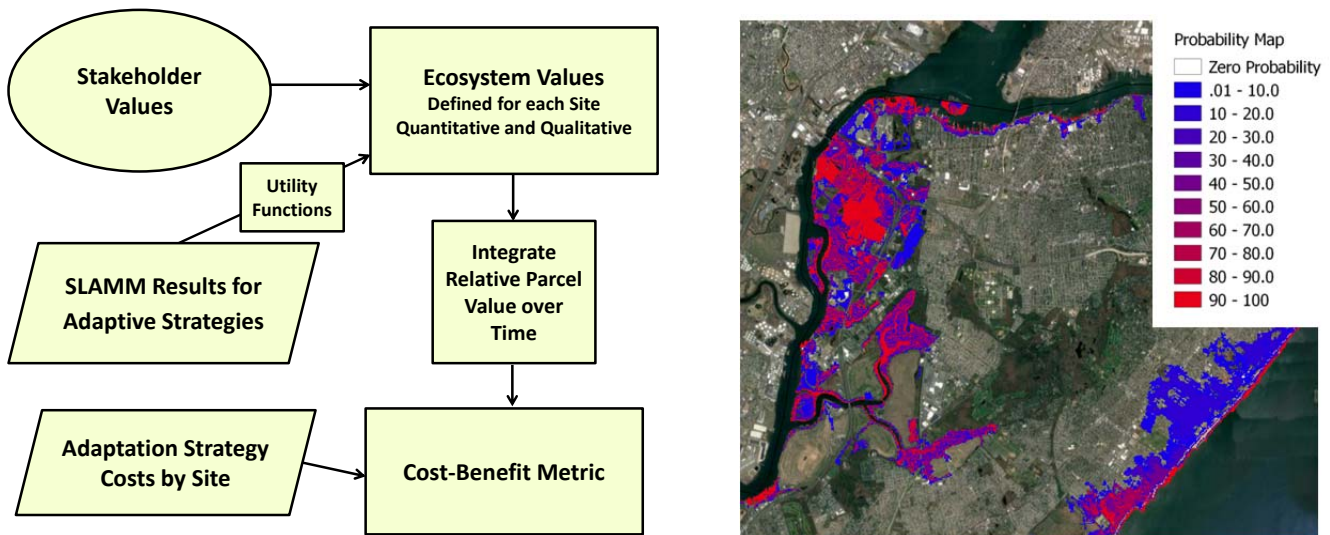 Stakeholder
Values
Ecosystem Values
Defined for each Site
Quantitative and Qualitative
Utility
Functions
SLAMM Results for
Adaptive Strategies
Integrate
Relative Parcel
Value over
Time
Adaptation Strategy
Costs by Site
Cost-Benefit Metric
Probability Map
Zero Probability
.01 - 10.0
10 - 20.0
20 - 30.0
30 - 40.0
40 - 50.0
50 - 60.0
60 - 70.0
70 - 80.0
80 - 90.0
90 - 100